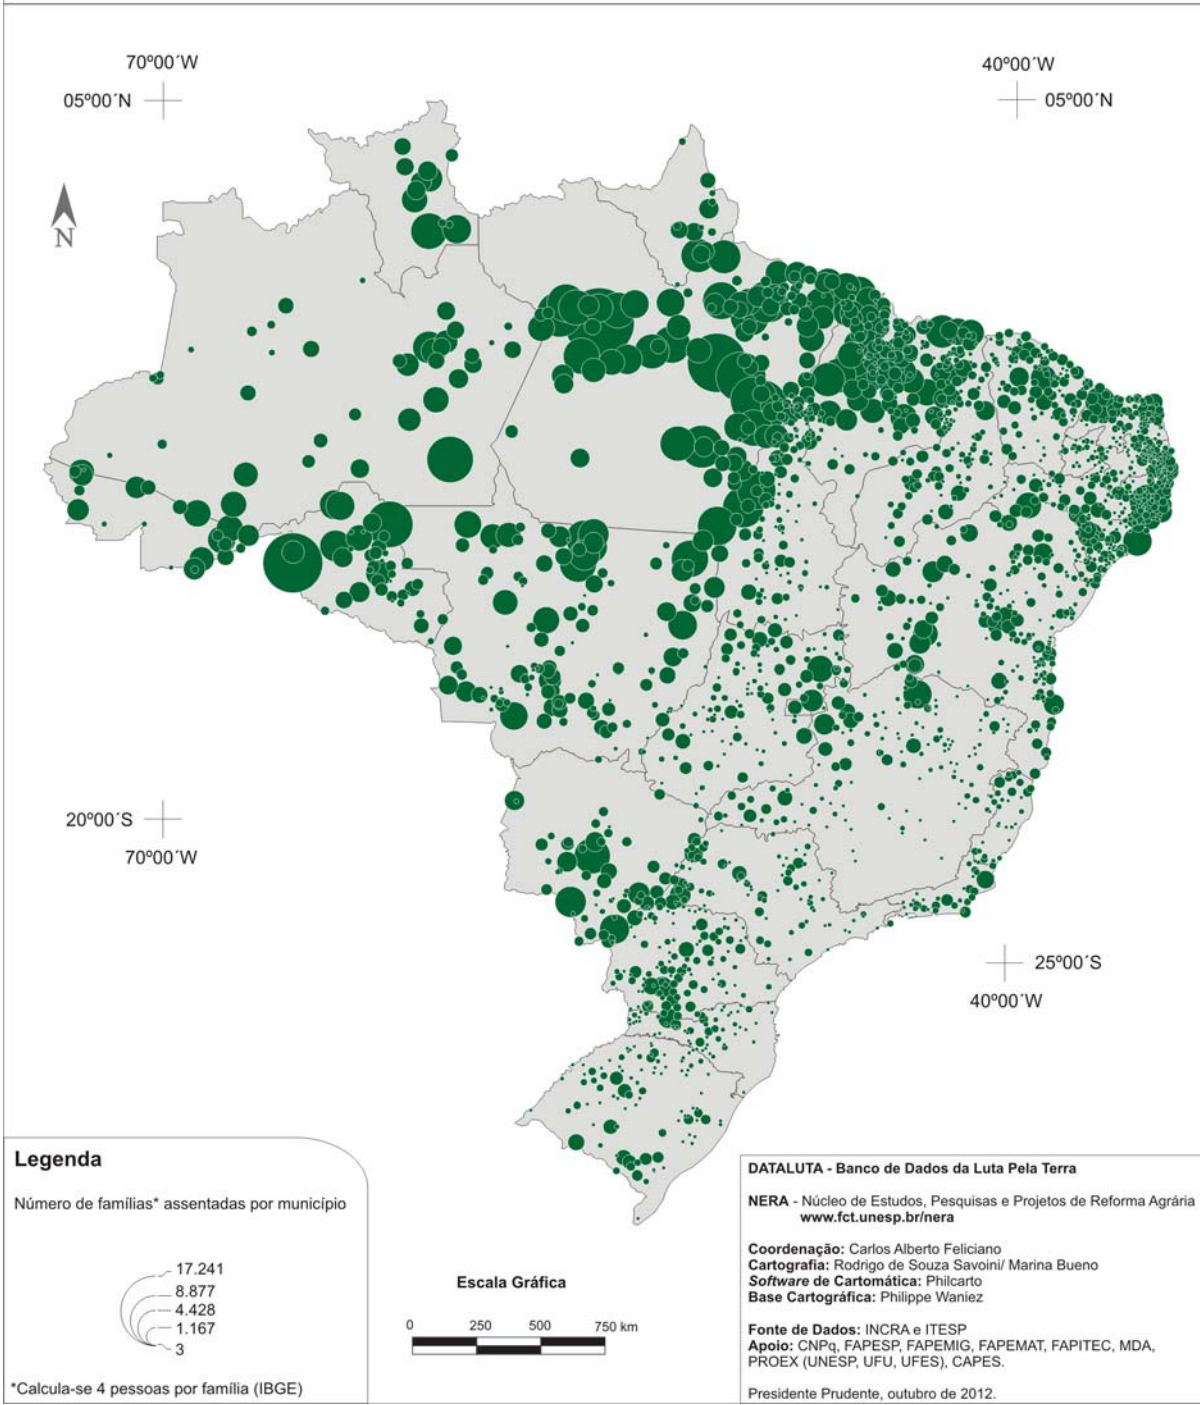 70º00´W
40º00´W
05º00´N
05º00´N
N
20º00´S
70º00´W
25º00´S
40º00´W
Legenda
Número de famílias* assentadas por município
17.241
8.877
4.428
1.167
3
*Calcula-se 4 pessoas por família (IBGE)
Escala Gráfica
0 250 500 750 km
DATALUTA - Banco de Dados da Luta Pela Terra
NERA - Núcleo de Estudos, Pesquisas e Projetos de Reforma Agrária
www.fct.unesp.br/nera
Coordenação: Carlos Alberto Feliciano
Cartografia: Rodrigo de Souza Savoini/ Marina Bueno
Software de Cartomática: Philcarto
Base Cartográfica: Philippe Waniez
Fonte de Dados: INCRA e ITESP
Apoio: CNPq, FAPESP, FAPEMIG, FAPEMAT, FAPITEC, MDA,
PROEX (UNESP, UFU, UFES), CAPES.
Presidente Prudente, outubro de 2012.